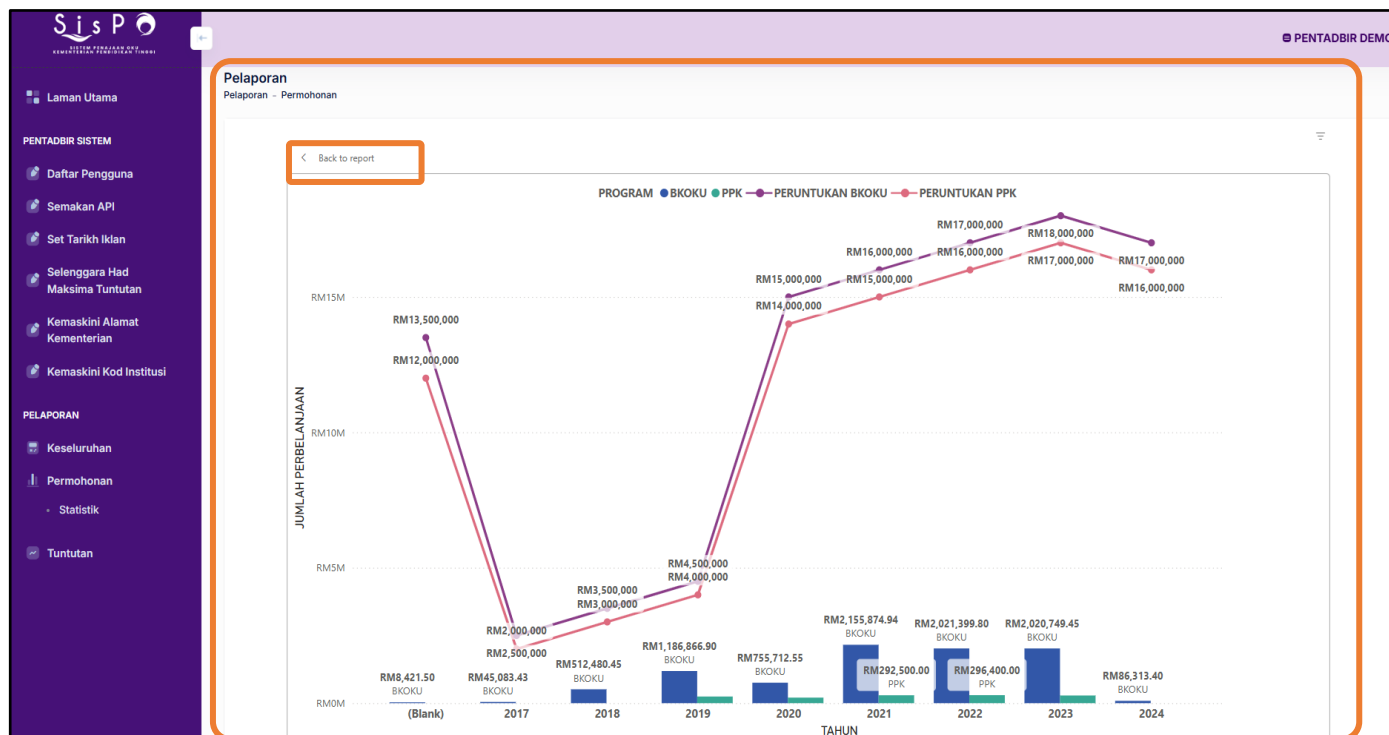 SisPO
SISTEM PENAJAAN OKU
KEMENTERIAN PENDIDIKAN TINGGI
PENTADBIR DEMO
Laman Utama
PENTADBIR SISTEM
Daftar Pengguna
Semakan API
Set Tarikh Iklan
Selenggara Had
Maksima Tuntutan
Kemaskini Alamat
Kementerian
Kemaskini Kod Institusi
PELAPORAN
Keseluruhan
Permohonan
Statistik
Tuntutan
Pelaporan
Pelaporan - Permohonan
Back to report
PROGRAM BKOKU PPK PERUNTUKAN BKOKU PERUNTUKAN PPK
RM17,000,000
RM18,000,000
RM16,000,000 RM16,000,000
RM17,000,000 RM17,000,000
RM15,000,000 RM15,000,000
RM16,000,000
RM15M
RM14,000,000
RM13,500,000
RM12,000,000
JUMLAH PERBELANJAAN
RM10M
RM5M
RM4,500,000
RM4,000,000
RM3,500,000
RM3,000,000
RM2,000,000
RM2,500,000
RM8,421.50
BKOKU
RM45,083.43
BKOKU
RM512,480.45
BKOKU
RM1,186,866.90
BKOKU
RM755,712.55
BKOKU
RM2,155,874.94
BKOKU
RM292,500.00
PPK
RM2,021,399.80
BKOKU
RM296,400.00
PPK
RM2,020,749.45
BKOKU
RM86,313.40
BKOKU
RM0M
(Blank) 2017 2018 2019 2020 2021 2022 2023 2024
TAHUN